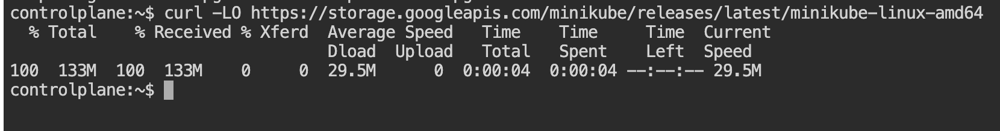 controlplane:~$ curl -LO https://storage.googleapis.com/minikube/releases/latest/minikube-linux-amd64
  % Total    % Received % Xferd  Average Speed   Time    Time     Time  Current
                                 Dload  Upload   Total   Spent    Left  Speed
100  133M  100  133M    0     0  29.5M      0  0:00:04  0:00:04 --:--:-- 29.5M
controlplane:~$